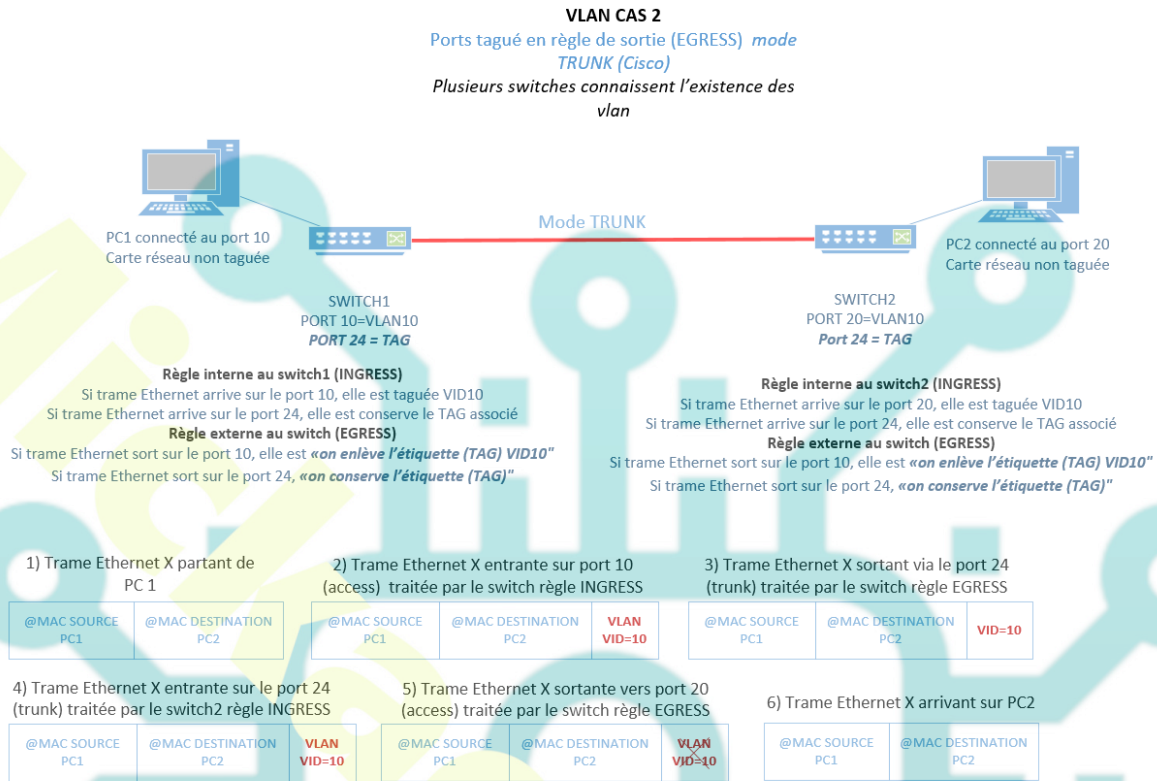 VLAN CAS 2
Ports tagué en règle de sortie (EGRESS) mode
TRUNK (Cisco)
Plusieurs switches connaissent l'existence des
vlan
Mode TRUNK
PC1 connecté au port 10
Carte réseau non taguée
PC2 connecté au port 20
Carte réseau non taguée
SWITCH1
PORT 10=VLAN10
PORT 24 = TAG
SWITCH2
PORT 20=VLAN10
Port 24 = TAG
Règle interne au switch1 (INGRESS)
Si trame Ethernet arrive sur le port 10, elle est taguée VID10
Si trame Ethernet arrive sur le port 24, elle est conserve le TAG associé
Règle externe au switch (EGRESS)
Si trame Ethernet sort sur le port 10, elle est «on enlève l'étiquette (TAG) VID10"
Si trame Ethernet sort sur le port 24, «on conserve l'étiquette (TAG)"
Règle interne au switch2 (INGRESS)
Si trame Ethernet arrive sur le port 20, elle est taguée VID10
Si trame Ethernet arrive sur le port 24, elle est conserve le TAG associé
Règle externe au switch (EGRESS)
Si trame Ethernet sort sur le port 10, elle est «on enlève l'étiquette (TAG) VID10"
Si trame Ethernet sort sur le port 24, «on conserve l'étiquette (TAG)"
1) Trame Ethernet X partant de
PC 1
@MAC SOURCE
PC1
@MAC DESTINATION
PC2
2) Trame Ethernet X entrante sur port 10
(access) traitée par le switch règle INGRESS
@MAC SOURCE
PC1
@MAC DESTINATION
PC2
VLAN
VID=10
3) Trame Ethernet X sortant via le port 24
(trunk) traitée par le switch règle EGRESS
@MAC SOURCE
PC1
@MAC DESTINATION
PC2
VID=10
4) Trame Ethernet X entrante sur le port 24
(trunk) traitée par le switch2 règle INGRESS
@MAC SOURCE
PC1
@MAC DESTINATION
PC2
VLAN
VID=10
5) Trame Ethernet X sortante vers port 20
(access) traitée par le switch règle EGRESS
@MAC SOURCE
PC1
@MAC DESTINATION
PC2
VLAN
VID=10
6) Trame Ethernet X arrivant sur PC2
@MAC SOURCE
PC1
@MAC DESTINATION
PC2